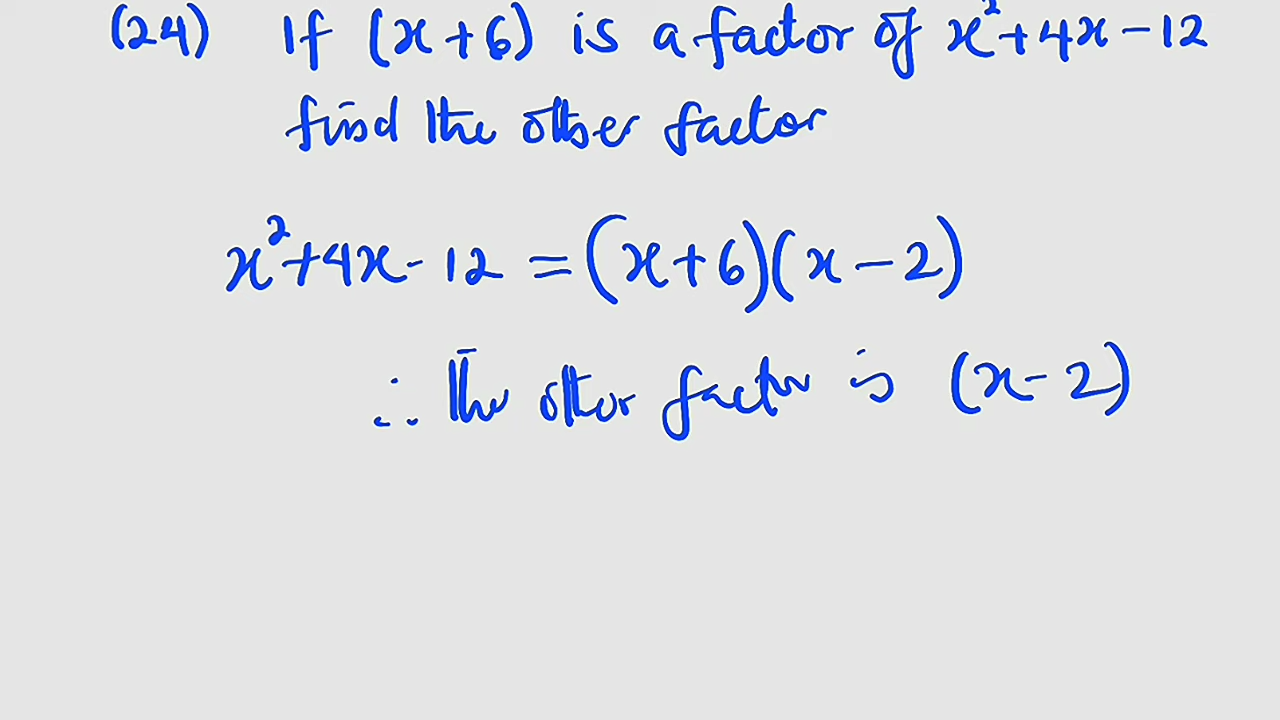 (24) If (x+6) is a factor of x²+4x-12
find the other factor
x²+4x-12 = (x+6)(x-2)
∴ The other factor is (x-2)